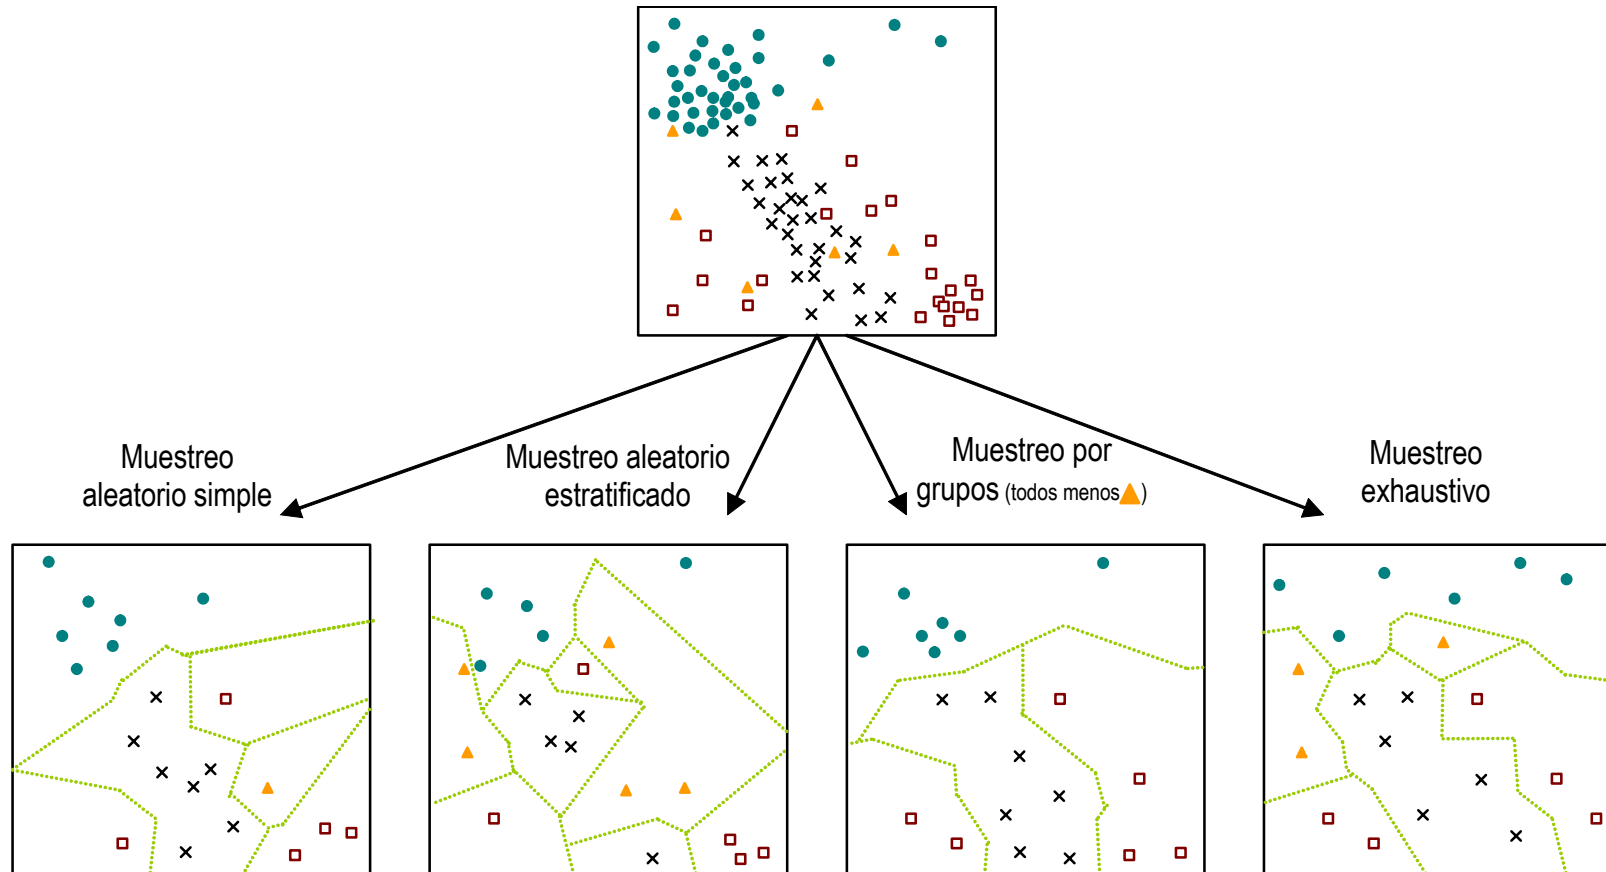 Muestreo
aleatorio simple
Muestreo aleatorio
estratificado
Muestreo por
grupos (todos menos )
Muestreo
exhaustivo